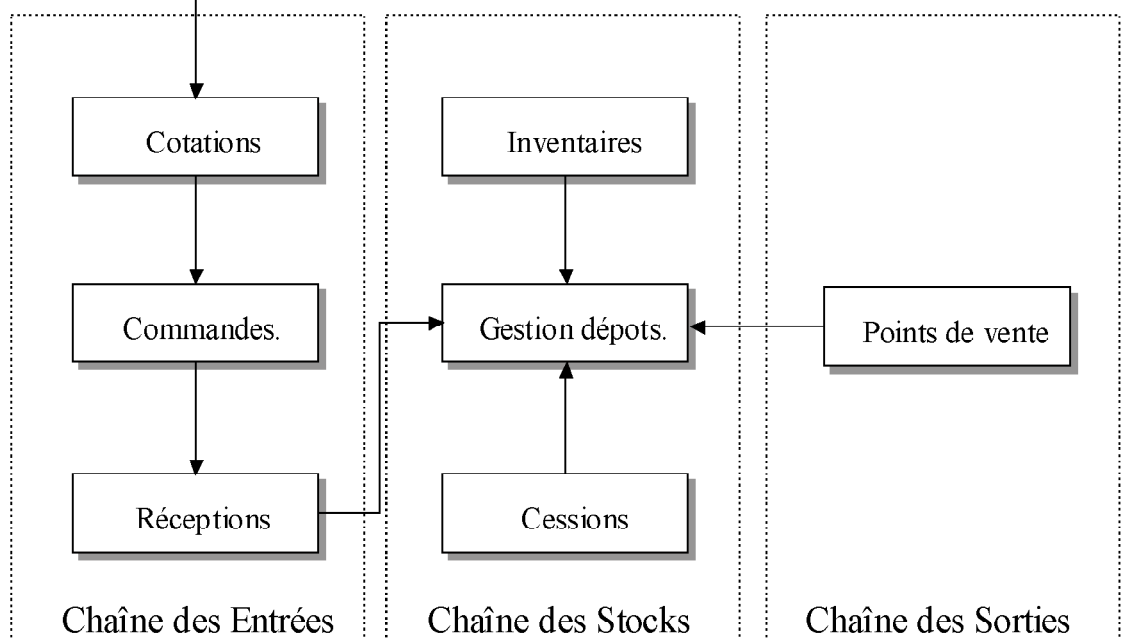 Cotations
Inventaires
Commandes.
Gestion dépots.
Points de vente
Réceptions
Cessions
Chaîne des Entrées
Chaîne des Stocks
Chaîne des Sorties